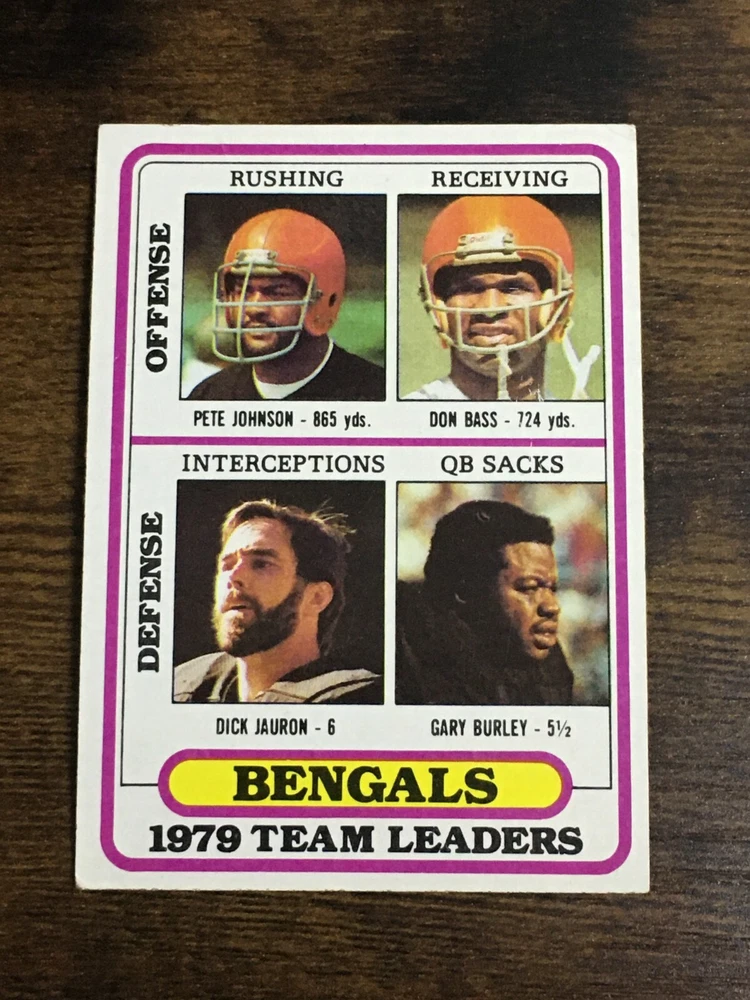 OFFENSE
RUSHING
RECEIVING
PETE JOHNSON - 865 yds.
DON BASS - 724 yds.
DEFENSE
INTERCEPTIONS
QB SACKS
DICK JAURON - 6
GARY BURLEY - 5½
BENGALS
1979 TEAM LEADERS